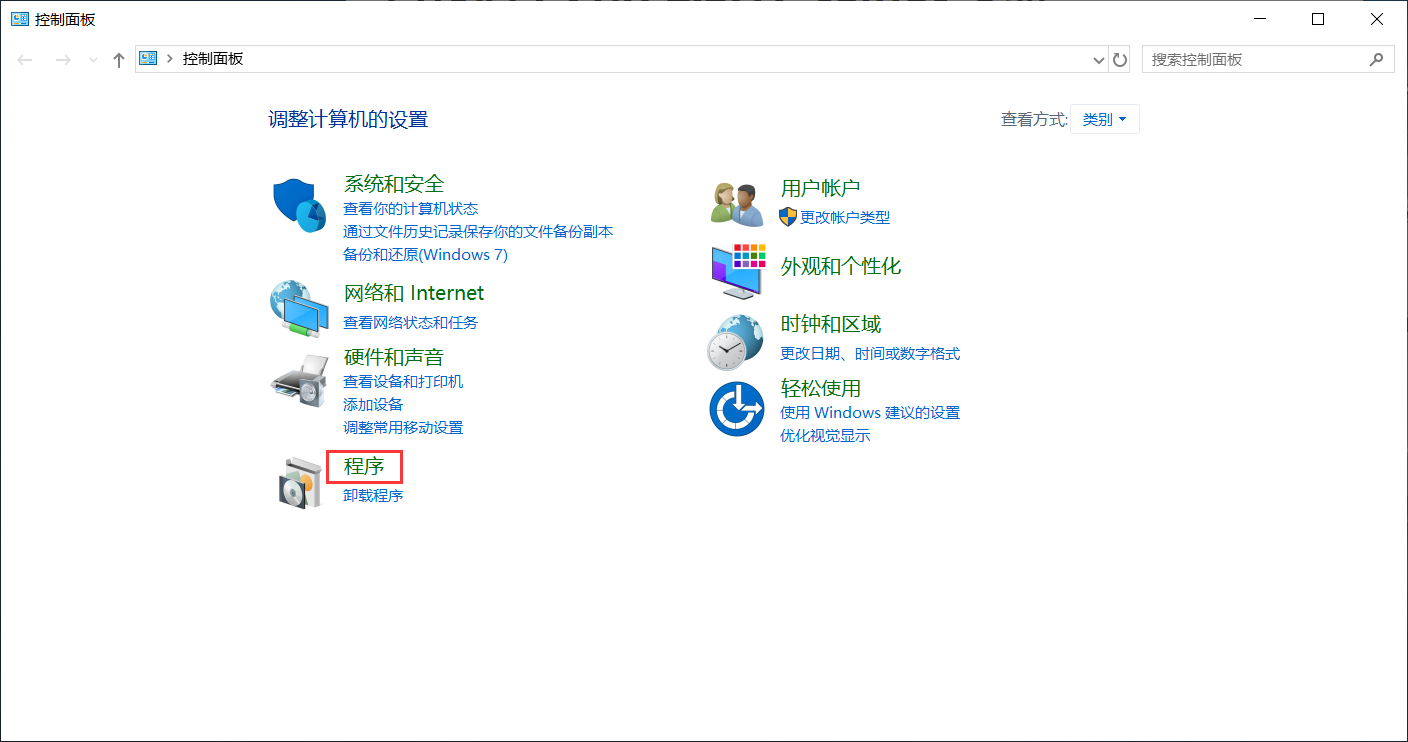 控制面板
控制面板
搜索控制面板
调整计算机的设置
查看方式: 类别
系统和安全
查看你的计算机状态
通过文件历史记录保存你的文件备份副本
备份和还原(Windows 7)
网络和 Internet
查看网络状态和任务
硬件和声音
查看设备和打印机
添加设备
调整常用移动设置
程序
卸载程序
用户帐户
更改帐户类型
外观和个性化
时钟和区域
更改日期、时间或数字格式
轻松使用
使用 Windows 建议的设置
优化视觉显示